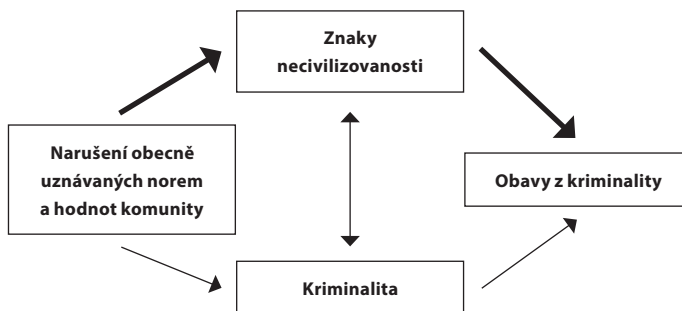 Znaky
necivilizovanosti
Narušení obecně
uznávaných norem
a hodnot komunity
Obavy z kriminality
Kriminalita